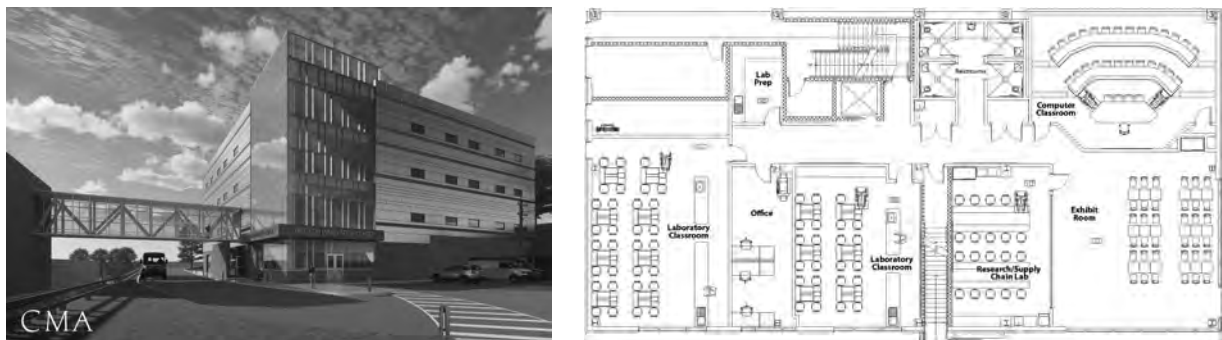 CMA
Lab
Prep
Restrooms
Computer
Classroom
Office
Laboratory
Classroom
Laboratory
Classroom
Exhibit
Room
Research/Supply
Chain Lab